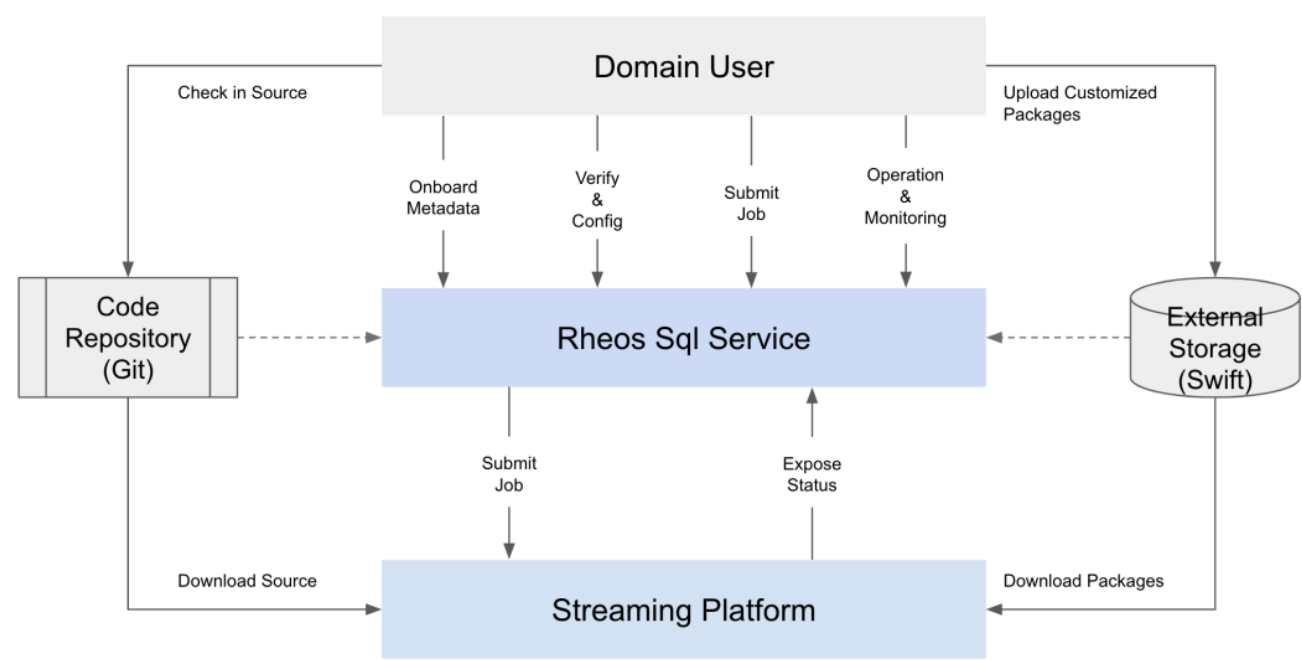 Domain User
Check in Source
Upload Customized
Packages
Onboard
Metadata
Verify
&
Config
Submit
Job
Operation
&
Monitoring
Code
Repository
(Git)
Rheos Sql Service
External
Storage
(Swift)
Submit
Job
Expose
Status
Download Source
Download Packages
Streaming Platform